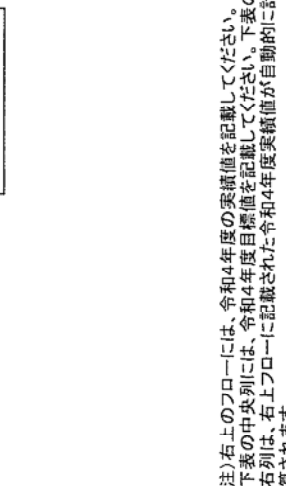 注)右上のフローには、令和4年度の実績値を記載してください。
下表の中央列には、令和4年度目標値を記載してください。下表の
右列は、右上フローに記載された令和4年度実績値が自動的に計
算されます。